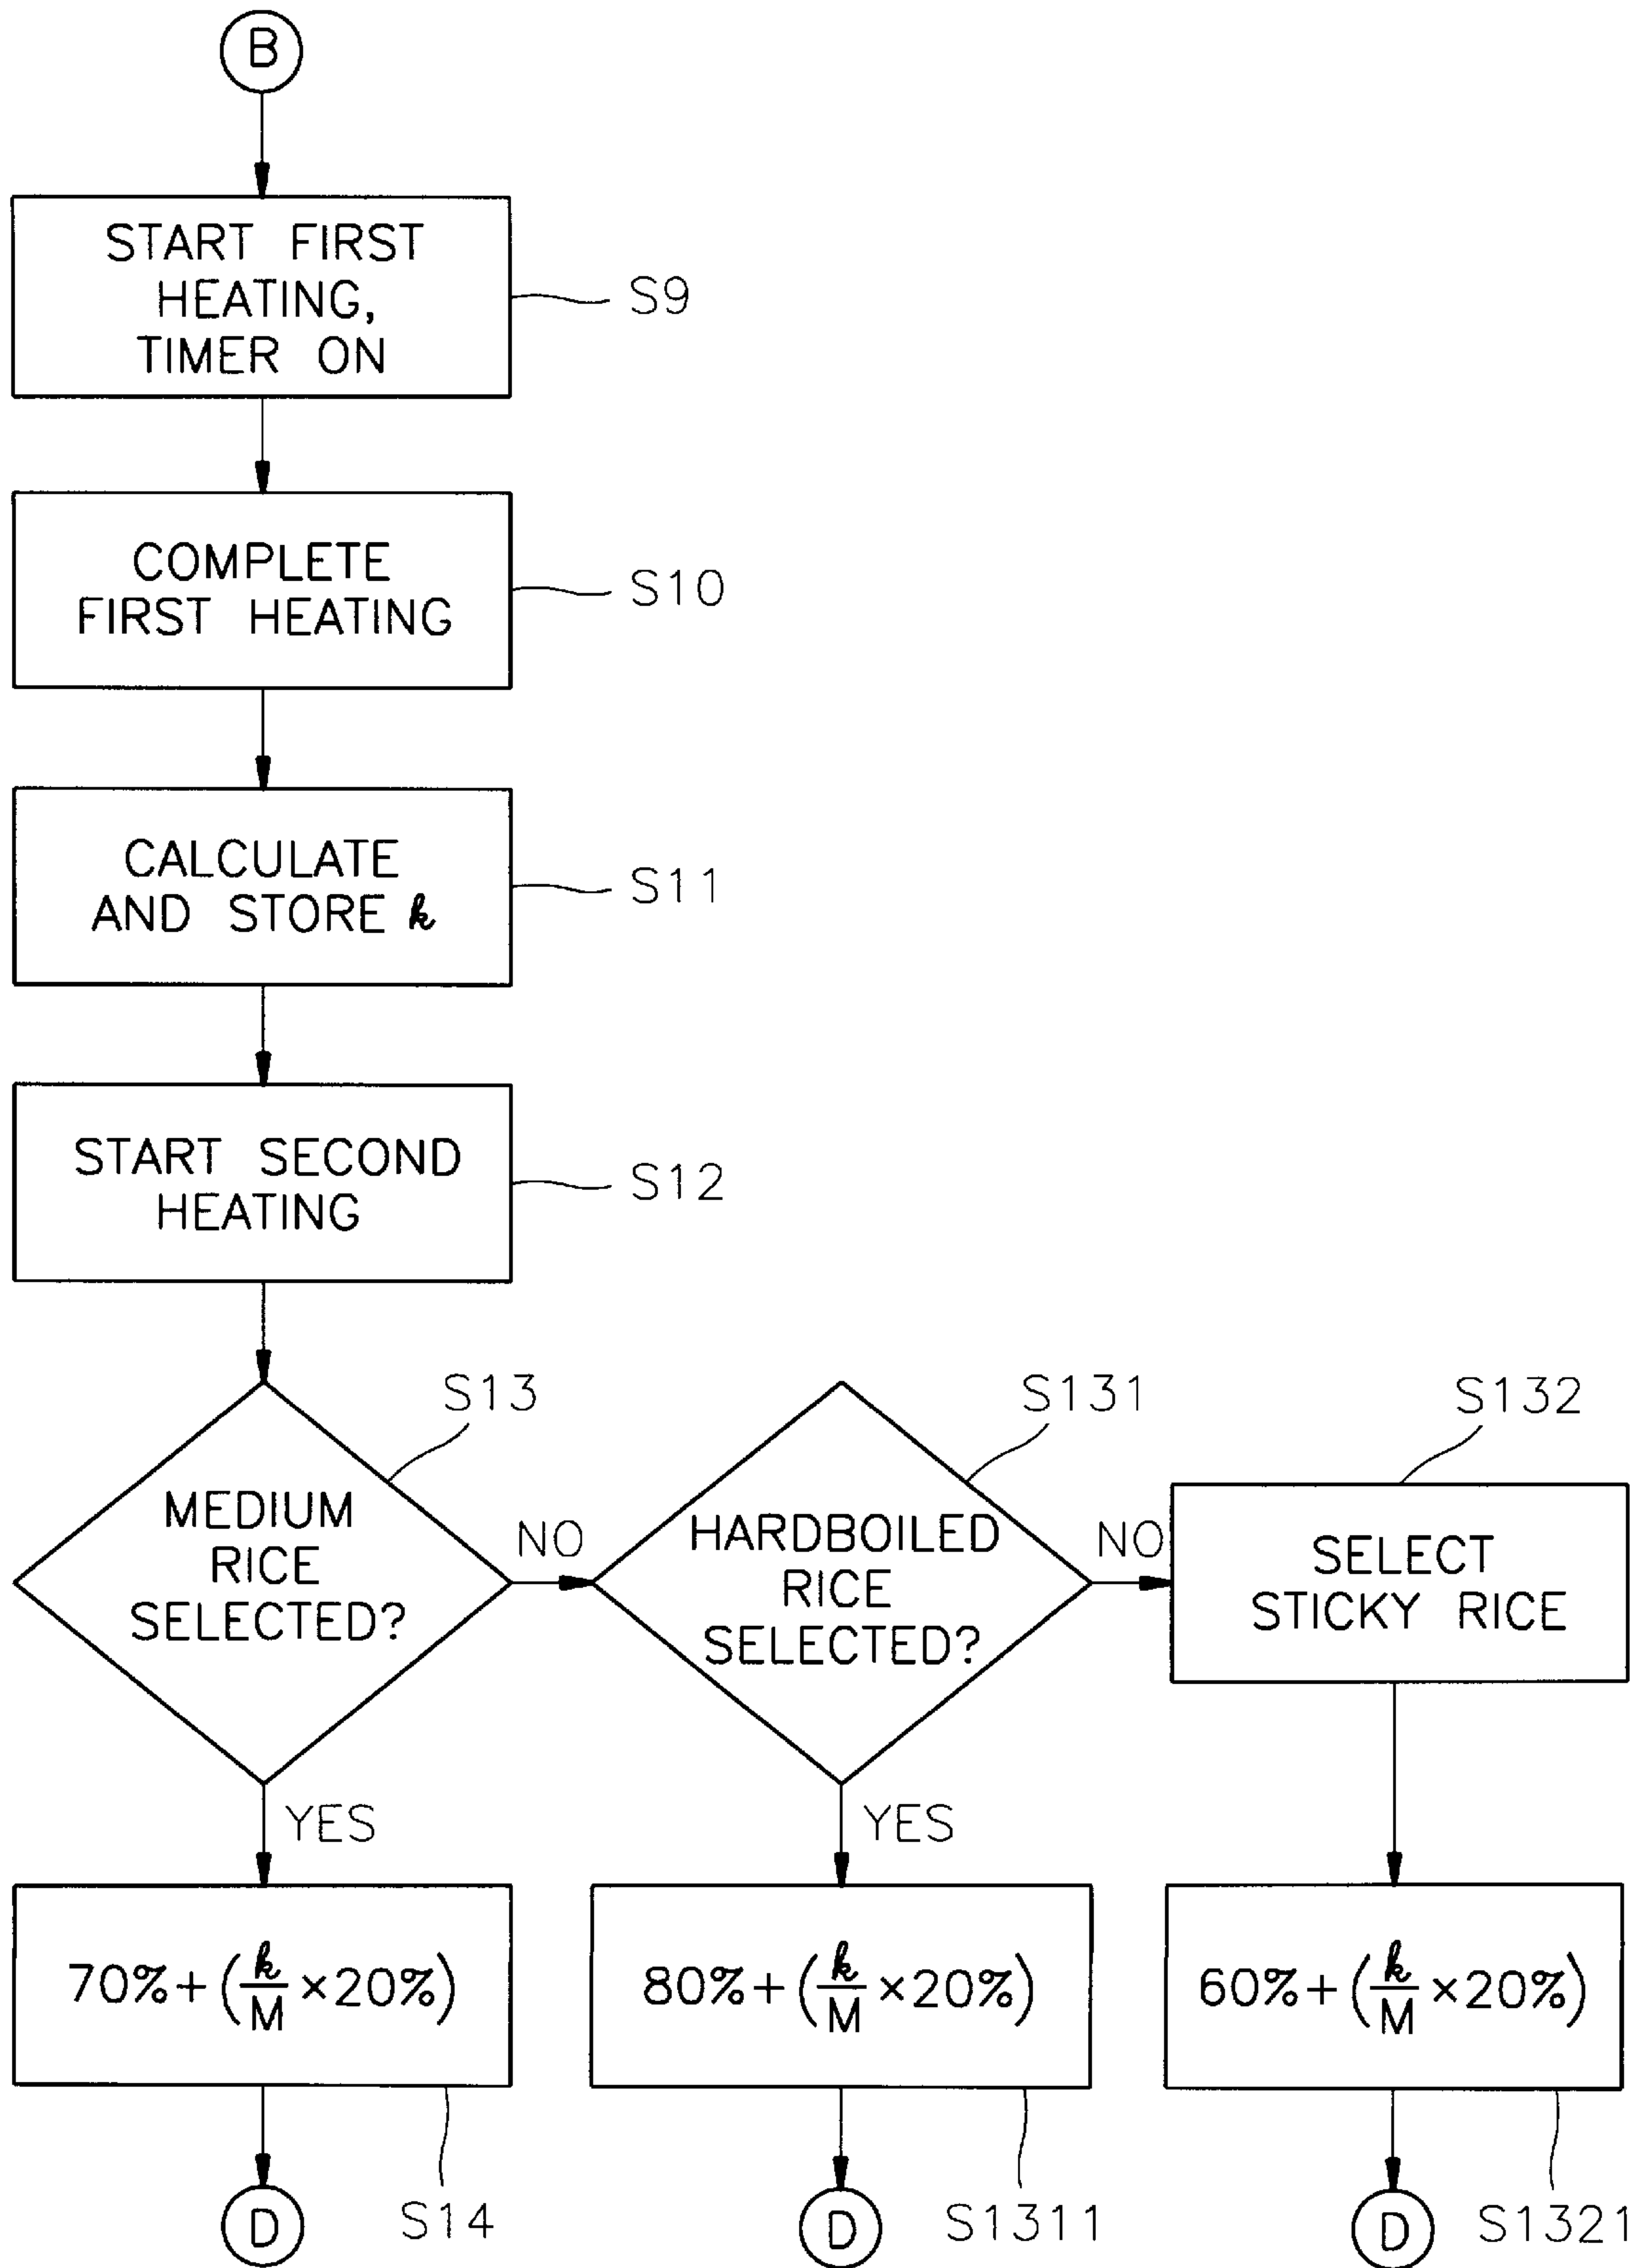 B
START FIRST
HEATING,
TIMER ON
S9
COMPLETE
FIRST HEATING
S10
CALCULATE
AND STORE k
S11
START SECOND
HEATING
S12
S13
MEDIUM
RICE
SELECTED?
NO
S131
HARDBOILED
RICE
SELECTED?
NO
S132
SELECT
STICKY RICE
YES
YES
70%+(k/M×20%)
80%+(k/M×20%)
60%+(k/M×20%)
D
S14
D
S1311
D
S1321